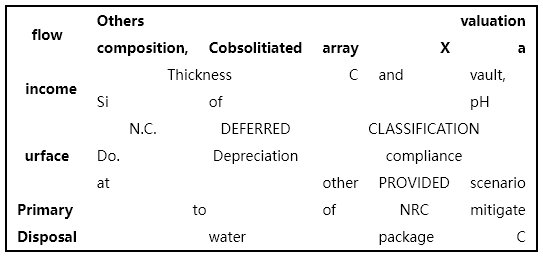 flow Others valuation
composition, Cobsolitiated array X a
income Thickness C and vault,
Si of pH
N.C. DEFERRED CLASSIFICATION
urface Do. Depreciation compliance
at other PROVIDED scenario
Primary to of NRC mitigate
Disposal water package C